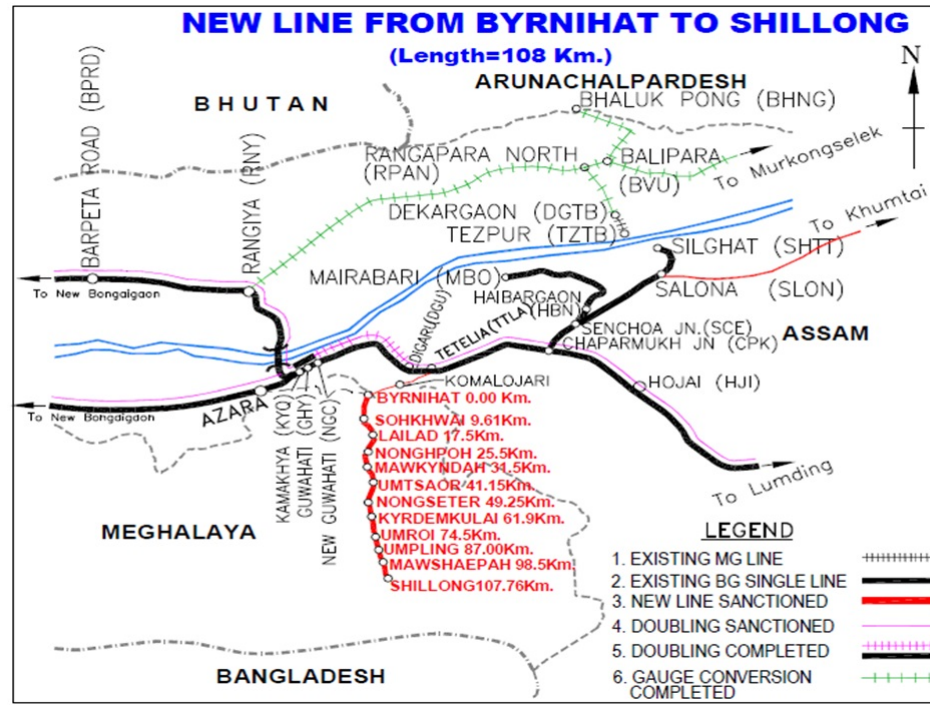 NEW LINE FROM BYRNIHAT TO SHILLONG
(Length=108 Km.)
N
ARUNACHALPARDESH
BHUTAN
BHALUK PONG (BHNG)
BARPETA ROAD (BPRD)
RANGIYA (RNY)
RANGAPARA NORTH
(RPAN)
BALIPARA
(BVU)
To Murkongselek
DEKARGAON (DGTB)
TEZPUR (TZTB)
To Khumtai
SILGHAT (SHTT)
MAIRABARI (MBO)
SALONA (SLON)
To New Bongaigaon
HAIBARGAON
(HBN)
DIGARU(DGU)
TETELIA(TTLA)
SENCHOA JN.(SCE)
CHAPARMUKH JN (CPK)
ASSAM
KOMALOJARI
HOJAI (HJI)
AZARA
To New Bongaigaon
KAMAKHYA (KYQ)
GUWAHATI (GHY)
NEW GUWAHATI (NGC)
BYRNIHAT 0.00 Km.
SOHKHWAI 9.61Km.
LAILAD 17.5Km.
NONGHPOH 25.5Km.
MAWKYNDAH 31.5Km.
UMTSAOR 41.15Km.
NONGSETER 49.25Km.
KYRDEMKULAI 61.9Km.
UMROI 74.5Km.
UMPLING 87.00Km.
MAWSHAEPAH 98.5Km.
SHILLONG107.76Km.
To Lumding
MEGHALAYA
BANGLADESH
LEGEND
1. EXISTING MG LINE
2. EXISTING BG SINGLE LINE
3. NEW LINE SANCTIONED
4. DOUBLING SANCTIONED
5. DOUBLING COMPLETED
6. GAUGE CONVERSION
COMPLETED